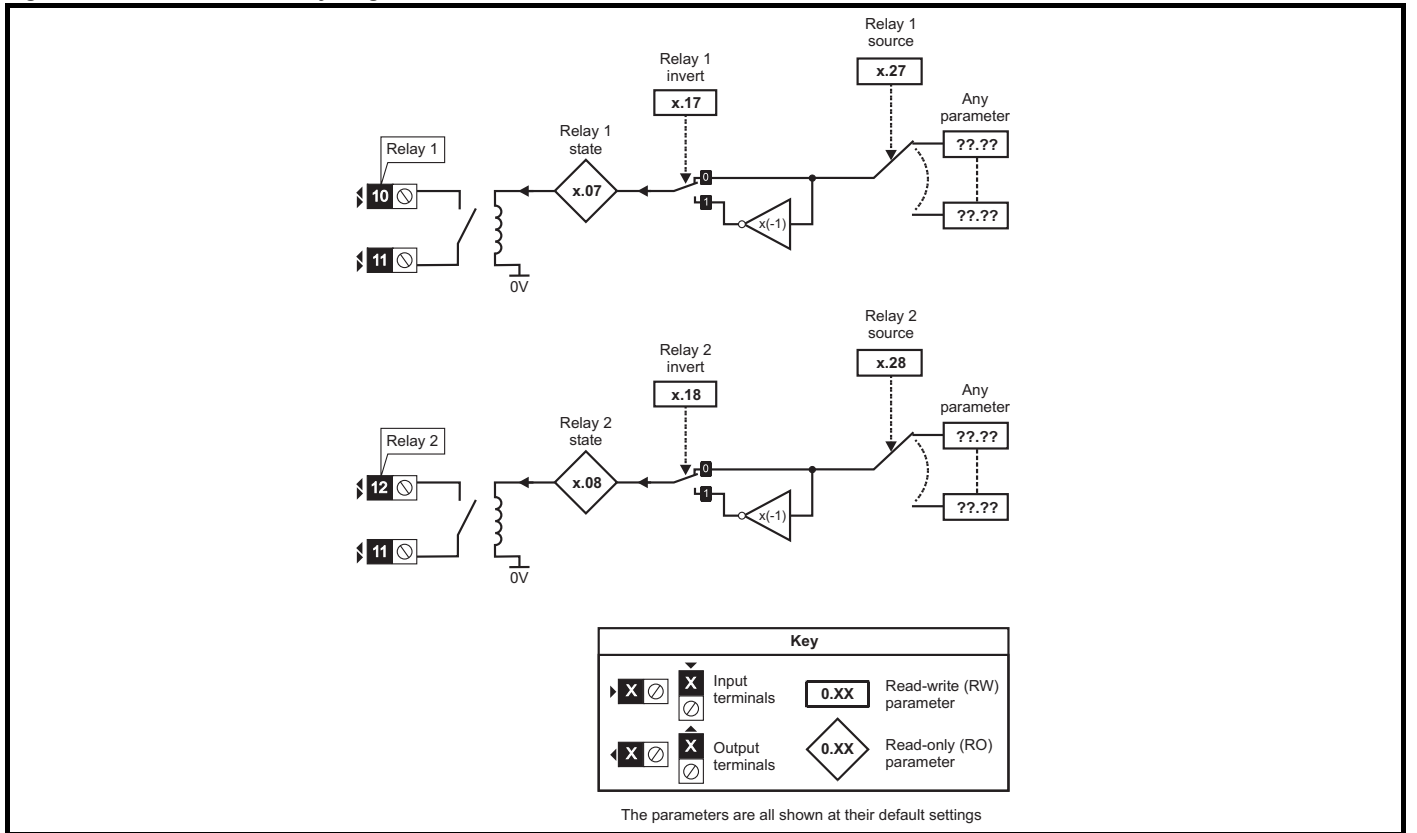 Relay 1
source
x.27
Relay 1
invert
x.17
Any
parameter
??.??
??.??
Relay 1
state
x.07
Relay 1
10
11
0
1
x(-1)
0V
Relay 2
source
x.28
Relay 2
invert
x.18
Any
parameter
??.??
??.??
Relay 2
state
x.08
Relay 2
12
11
0
1
x(-1)
0V
Key
X
X
Input
terminals
0.XX
Read-write (RW)
parameter
X
X
Output
terminals
0.XX
Read-only (RO)
parameter
The parameters are all shown at their default settings